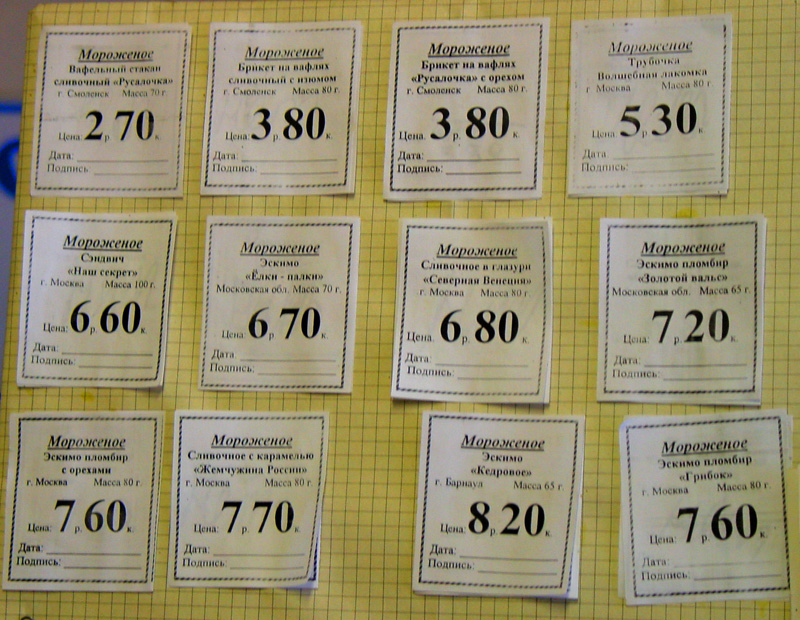 Мороженое
Вафельный стакан
сливочный «Русалочка»
г. Смоленск Масса 70 г.
Цена: 2 р. 70 к.
Дата:
Подпись:
Мороженое
Брикет на вафлях
сливочный с изюмом
г. Смоленск Масса 80 г.
Цена: 3 р. 80 к.
Дата:
Подпись:
Мороженое
Брикет на вафлях
«Русалочка» с орехом
г. Смоленск Масса 80 г.
Цена: 3 р. 80 к.
Дата:
Подпись:
Мороженое
Трубочка
Волшебная лакомка
г. Москва Масса 80 г.
Цена 5 р. 30 к.
Дата:
Подпись:
Мороженое
Сэндвич
«Наш секрет»
г. Москва Масса 100 г.
Цена: 6 р. 60 к.
Дата:
Подпись:
Мороженое
Эскимо
«Ёлки - палки»
Московская обл. Масса 70 г.
Цена: 6 р. 70 к.
Дата:
Подпись:
Мороженое
Сливочное в глазури
«Северная Венеция»
г. Москва Масса 80 г.
Цена: 6 р. 80 к.
Дата:
Подпись:
Мороженое
Эскимо пломбир
«Золотой вальс»
Московская обл. Масса 65 г.
Цена: 7 р. 20 к.
Дата:
Подпись:
Мороженое
Эскимо пломбир
с орехами
г. Москва Масса 80 г.
Цена: 7 р. 60 к.
Дата:
Подпись:
Мороженое
Сливочное с карамелью
«Жемчужина России»
г. Москва Масса 80 г.
Цена: 7 р. 70 к.
Дата:
Подпись:
Мороженое
Эскимо
«Кедровое»
г. Барнаул Масса 65 г.
Цена: 8 р. 20 к.
Дата:
Подпись:
Мороженое
Эскимо пломбир
«Грибок»
г. Москва Масса 80 г.
Цена: 7 р. 60 к.
Дата:
Подпись: